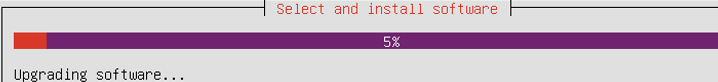 Select and install software
5%
Upgrading software...